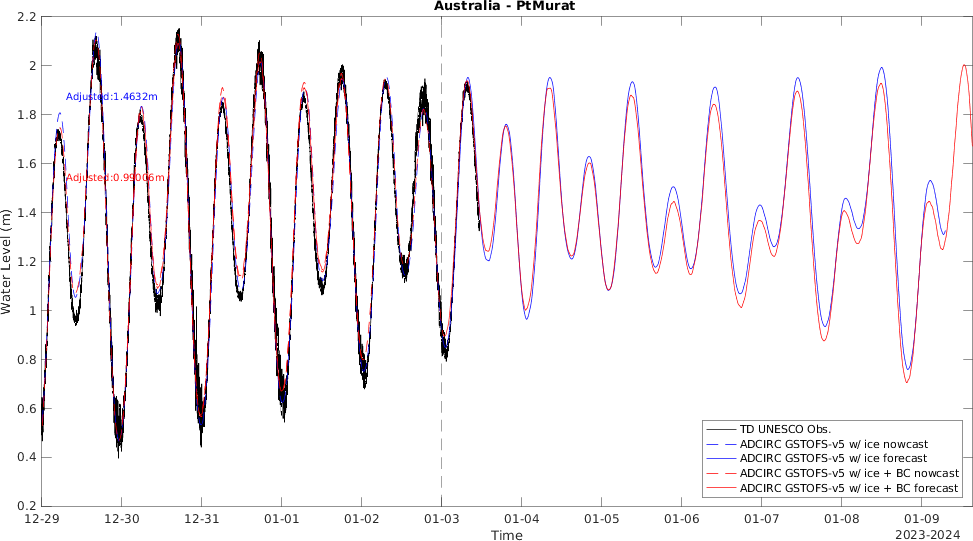 Australia - PtMurat
2.2
2
1.8
1.6
1.4
1.2
1
0.8
0.6
0.4
0.2
Water Level (m)
Adjusted:1.4632m
Adjusted:0.99006m
TD UNESCO Obs.
ADCIRC GSTOFS-v5 w/ ice nowcast
ADCIRC GSTOFS-v5 w/ ice forecast
ADCIRC GSTOFS-v5 w/ ice + BC nowcast
ADCIRC GSTOFS-v5 w/ ice + BC forecast
12-29 12-30 12-31 01-01 01-02 01-03 01-04 01-05 01-06 01-07 01-08 01-09
Time
2023-2024